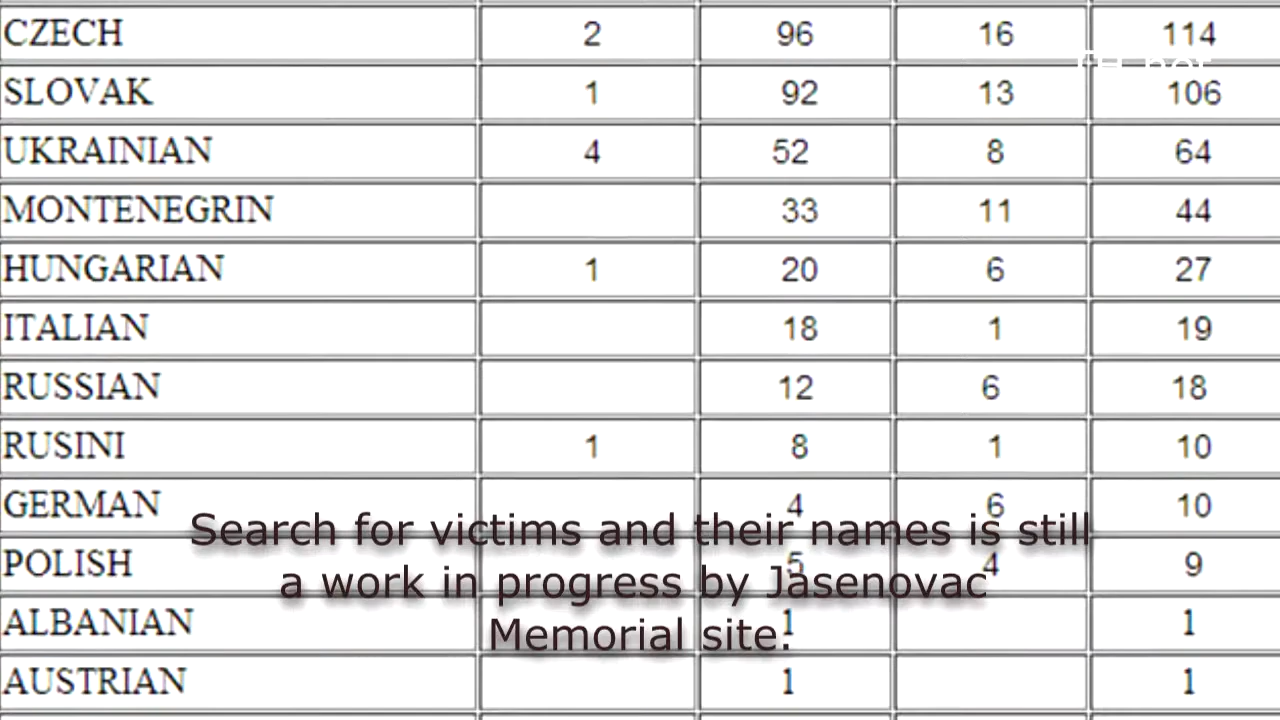 CZECH 2 96 16 114
SLOVAK 1 92 13 106
UKRAINIAN 4 52 8 64
MONTENEGRIN 33 11 44
HUNGARIAN 1 20 6 27
ITALIAN 18 1 19
RUSSIAN 12 6 18
RUSINI 1 8 1 10
GERMAN 4 6 10
Search for victims and their names is still
POLISH 5 4 9
a work in progress by Jasenovac
ALBANIAN 1 1
Memorial site.
AUSTRIAN 1 1